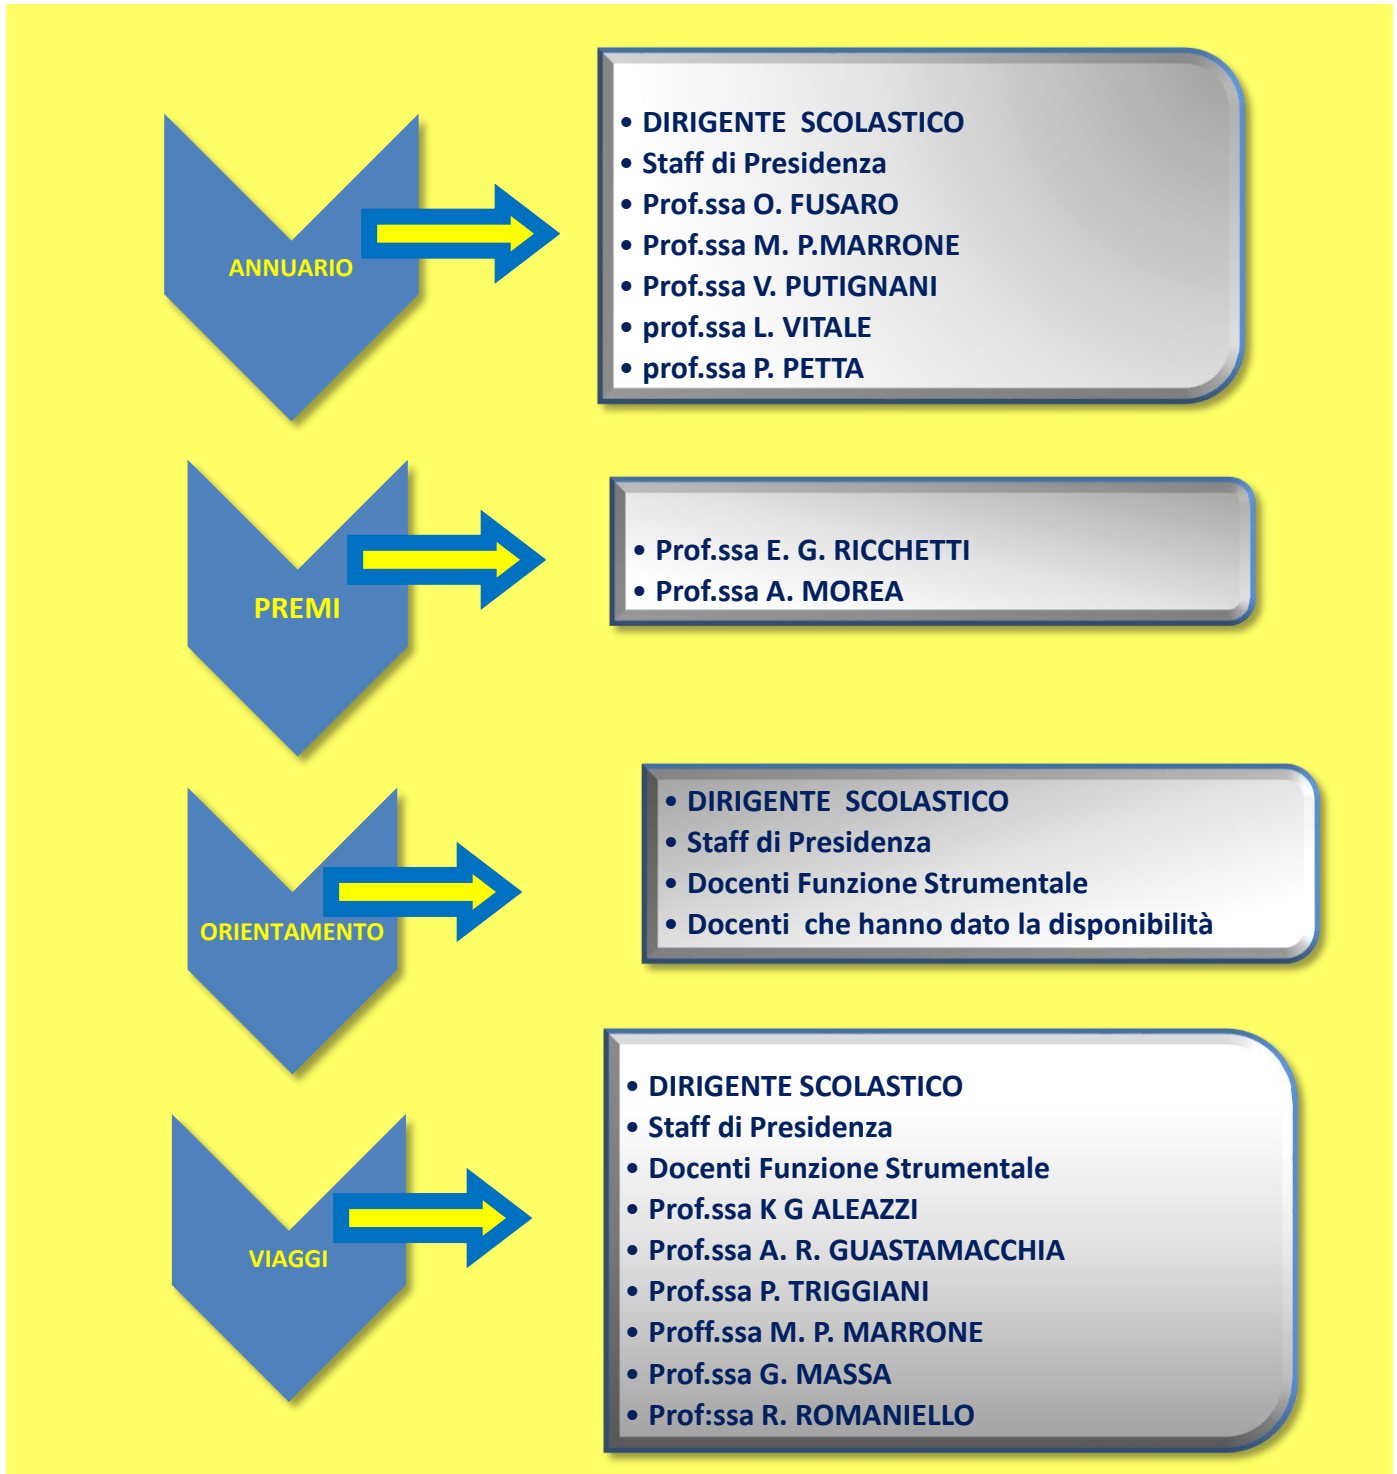 ANNUARIO
• DIRIGENTE SCOLASTICO
• Staff di Presidenza
• Prof.ssa O. FUSARO
• Prof.ssa M. P.MARRONE
• Prof.ssa V. PUTIGNANI
• prof.ssa L. VITALE
• prof.ssa P. PETTA
PREMI
• Prof.ssa E. G. RICCHETTI
• Prof.ssa A. MOREA
ORIENTAMENTO
• DIRIGENTE SCOLASTICO
• Staff di Presidenza
• Docenti Funzione Strumentale
• Docenti che hanno dato la disponibilità
VIAGGI
• DIRIGENTE SCOLASTICO
• Staff di Presidenza
• Docenti Funzione Strumentale
• Prof.ssa K G ALEAZZI
• Prof.ssa A. R. GUASTAMACCHIA
• Prof.ssa P. TRIGGIANI
• Proff.ssa M. P. MARRONE
• Prof.ssa G. MASSA
• Prof:ssa R. ROMANIELLO